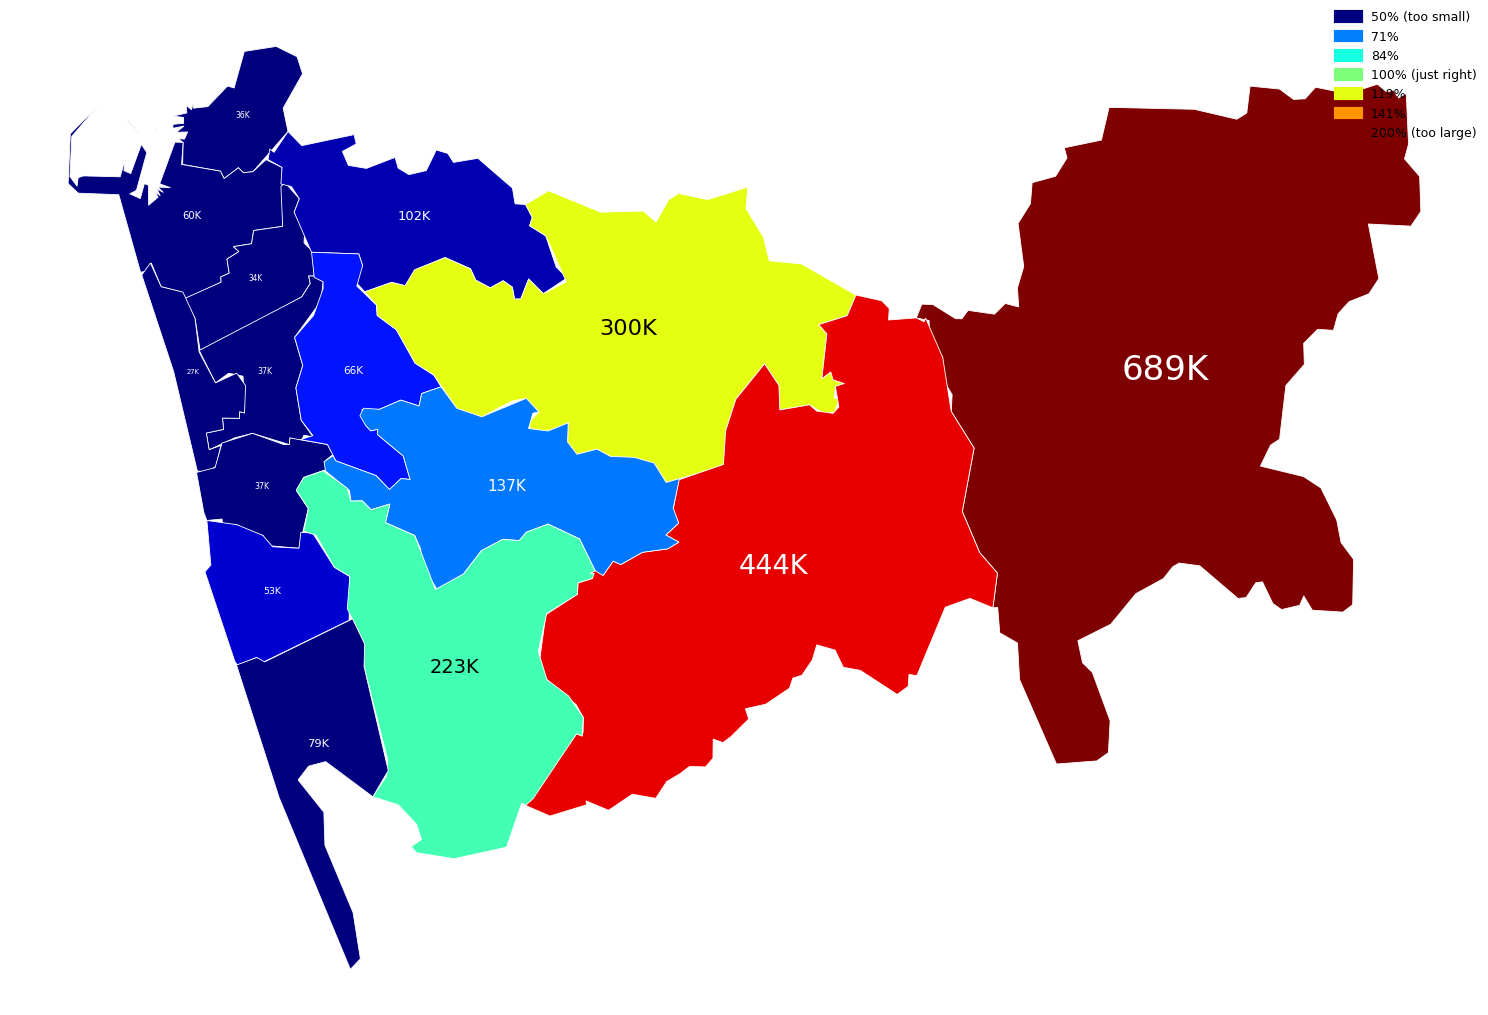 50% (too small)
71%
84%
100% (just right)
119%
141%
200% (too large)
36K
60K
102K
34K
300K
27K
37K
66K
689K
137K
37K
444K
53K
223K
79K